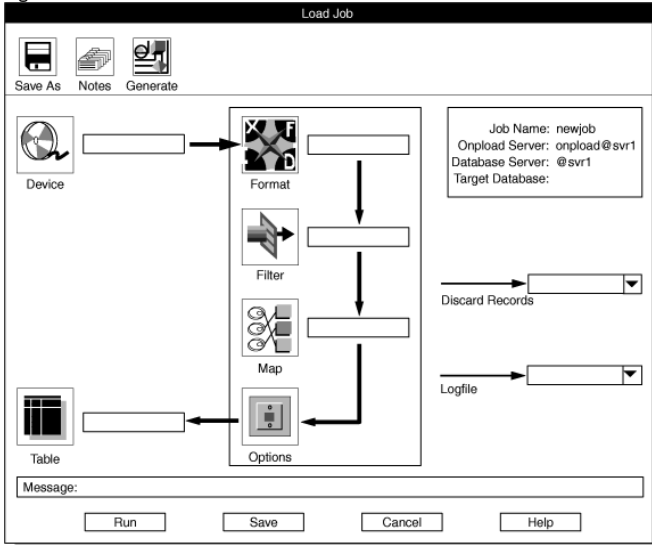 Load Job
Save As Notes Generate
Device
X F
D
Format
Job Name: newjob
Onpload Server: onpload@svr1
Database Server: @svr1
Target Database:
Filter
Discard Records
Map
Logfile
Table
Options
Message:
Run Save Cancel Help